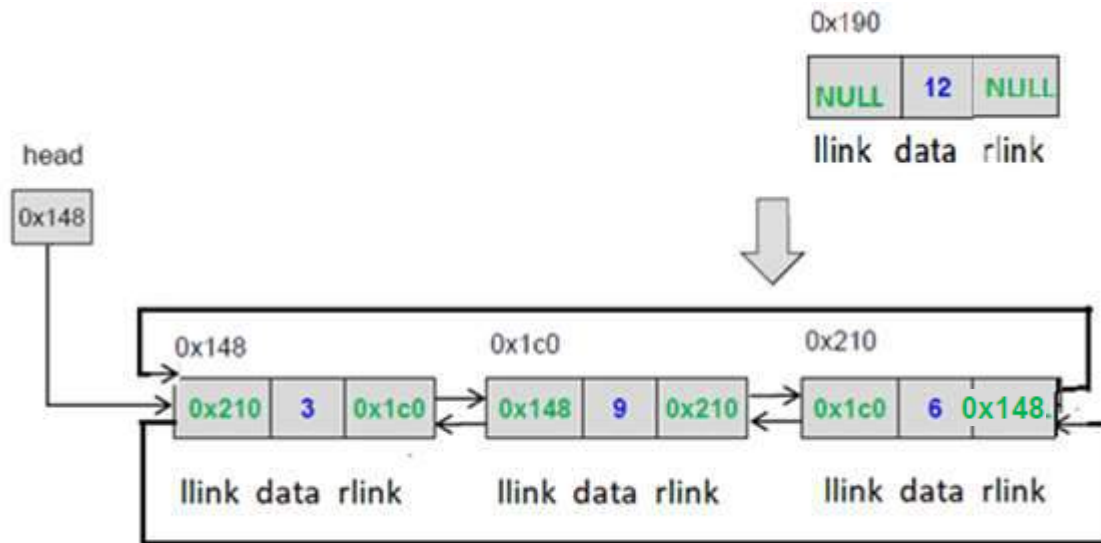 0x190
NULL 12 NULL
llink data rlink
head
0x148
0x148 0x1c0 0x210
0x210 3 0x1c0 0x148 9 0x210 0x1c0 6 0x148.
llink data rlink llink data rlink llink data rlink